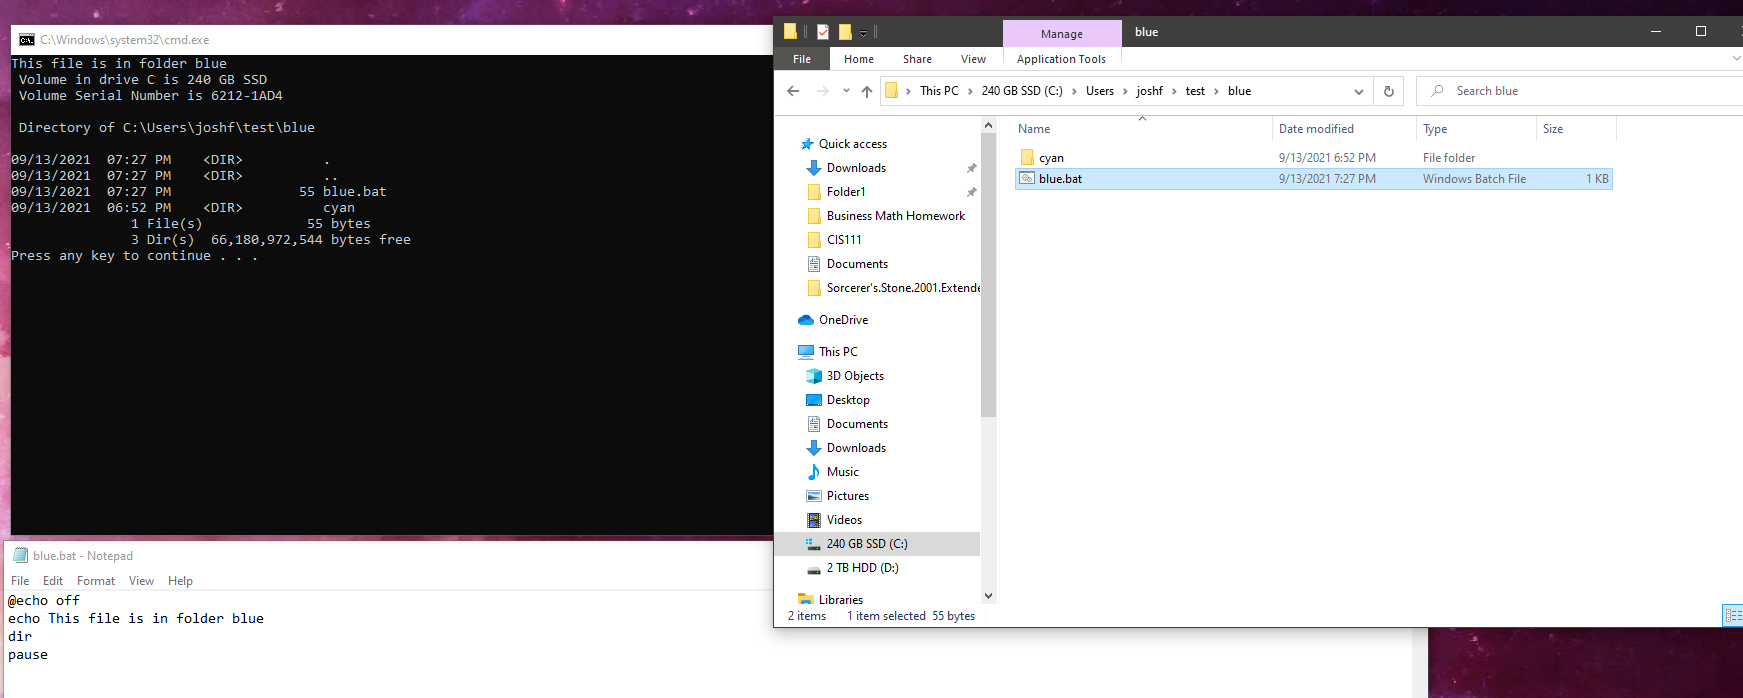 C:\Windows\system32\cmd.exe
This file is in folder blue
Volume in drive C is 240 GB SSD
Volume Serial Number is 6212-1AD4
Directory of C:\Users\joshf\test\blue
09/13/2021  07:27 PM    <DIR>          .
09/13/2021  07:27 PM    <DIR>          ..
09/13/2021  07:27 PM                55 blue.bat
09/13/2021  06:52 PM    <DIR>          cyan
1 File(s)             55 bytes
3 Dir(s)  66,180,972,544 bytes free
Press any key to continue . . .
blue.bat - Notepad
File Edit Format View Help
@echo off
echo This file is in folder blue
dir
pause
Manage blue
File Home Share View Application Tools
This PC > 240 GB SSD (C:) > Users > joshf > test > blue
Search blue
Quick access
Downloads
Folder1
Business Math Homework
CIS111
Documents
Sorcerer's.Stone.2001.Extende
OneDrive
This PC
3D Objects
Desktop
Documents
Downloads
Music
Pictures
Videos
240 GB SSD (C:)
2 TB HDD (D:)
Libraries
Name Date modified Type Size
cyan 9/13/2021 6:52 PM File folder
blue.bat 9/13/2021 7:27 PM Windows Batch File 1 KB
2 items 1 item selected 55 bytes